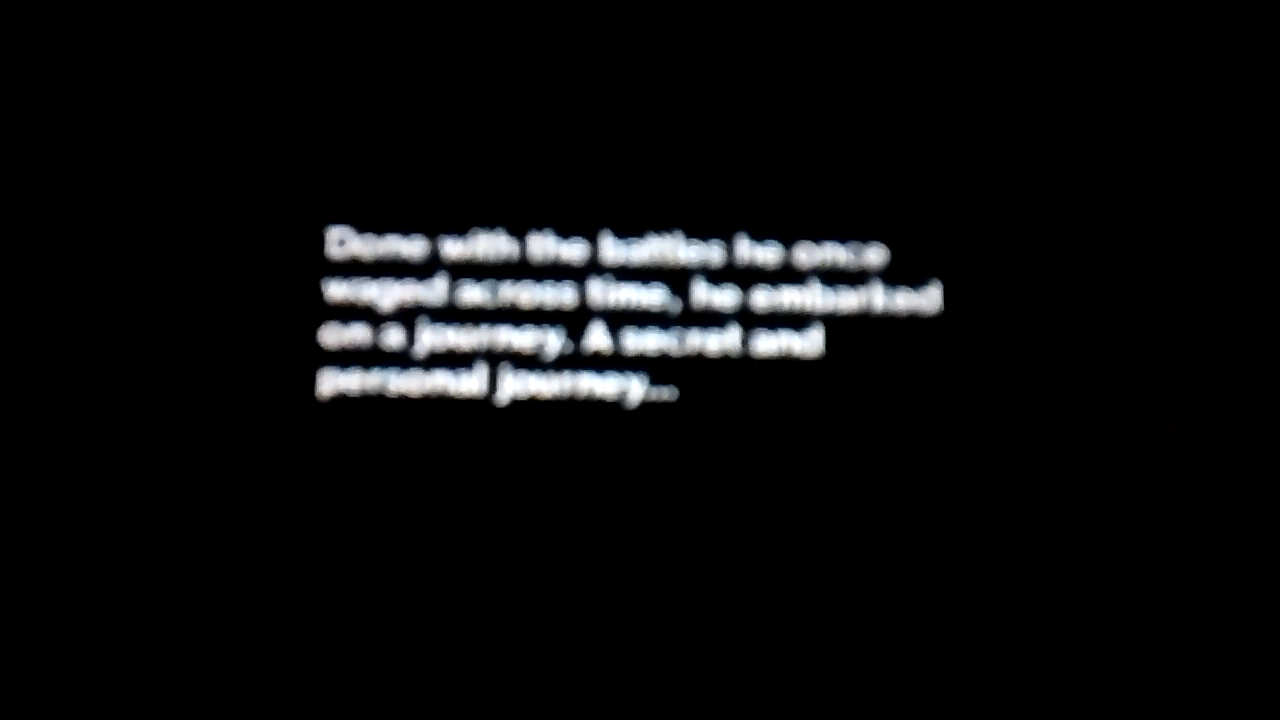 Done with the battles he once
waged across time, he embarked
on a journey. A secret and
personal journey...